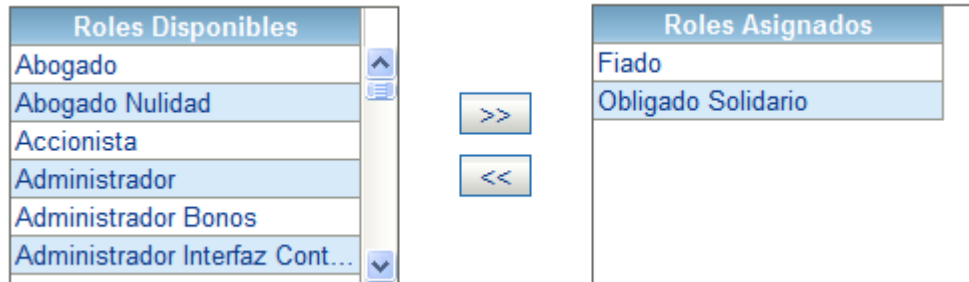 Roles Disponibles
Abogado
Abogado Nulidad
Accionista
Administrador
Administrador Bonos
Administrador Interfaz Cont...
>>
<<
Roles Asignados
Fiado
Obligado Solidario